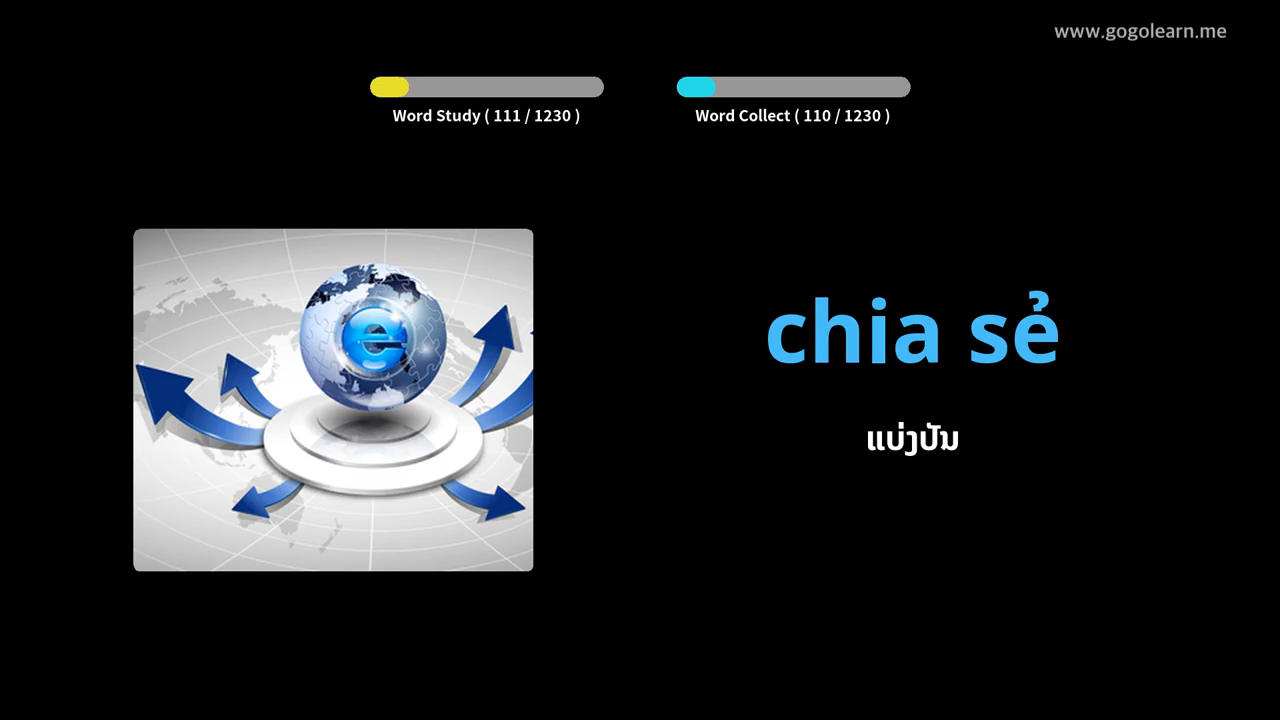 www.gogolearn.me
Word Study ( 111 / 1230 )
Word Collect ( 110 / 1230 )
e
chia sẻ
ແບ່ງປັນ